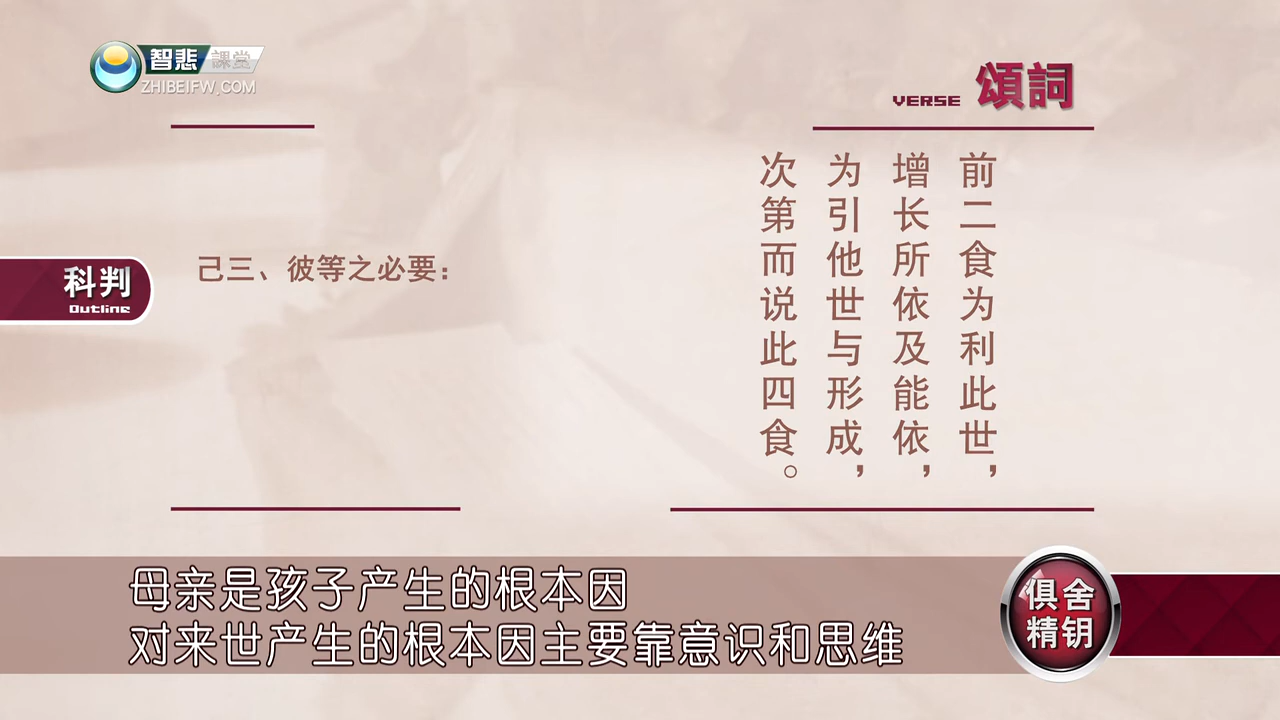 智悲課堂
ZHIBEIFW.COM
VERSE 頌詞
前二食为利此世，
增长所依及能依，
为引他世与形成，
次第而说此四食。
科判
Outline
己三、彼等之必要：
母亲是孩子产生的根本因
对来世产生的根本因主要靠意识和思维
俱舍
精钥